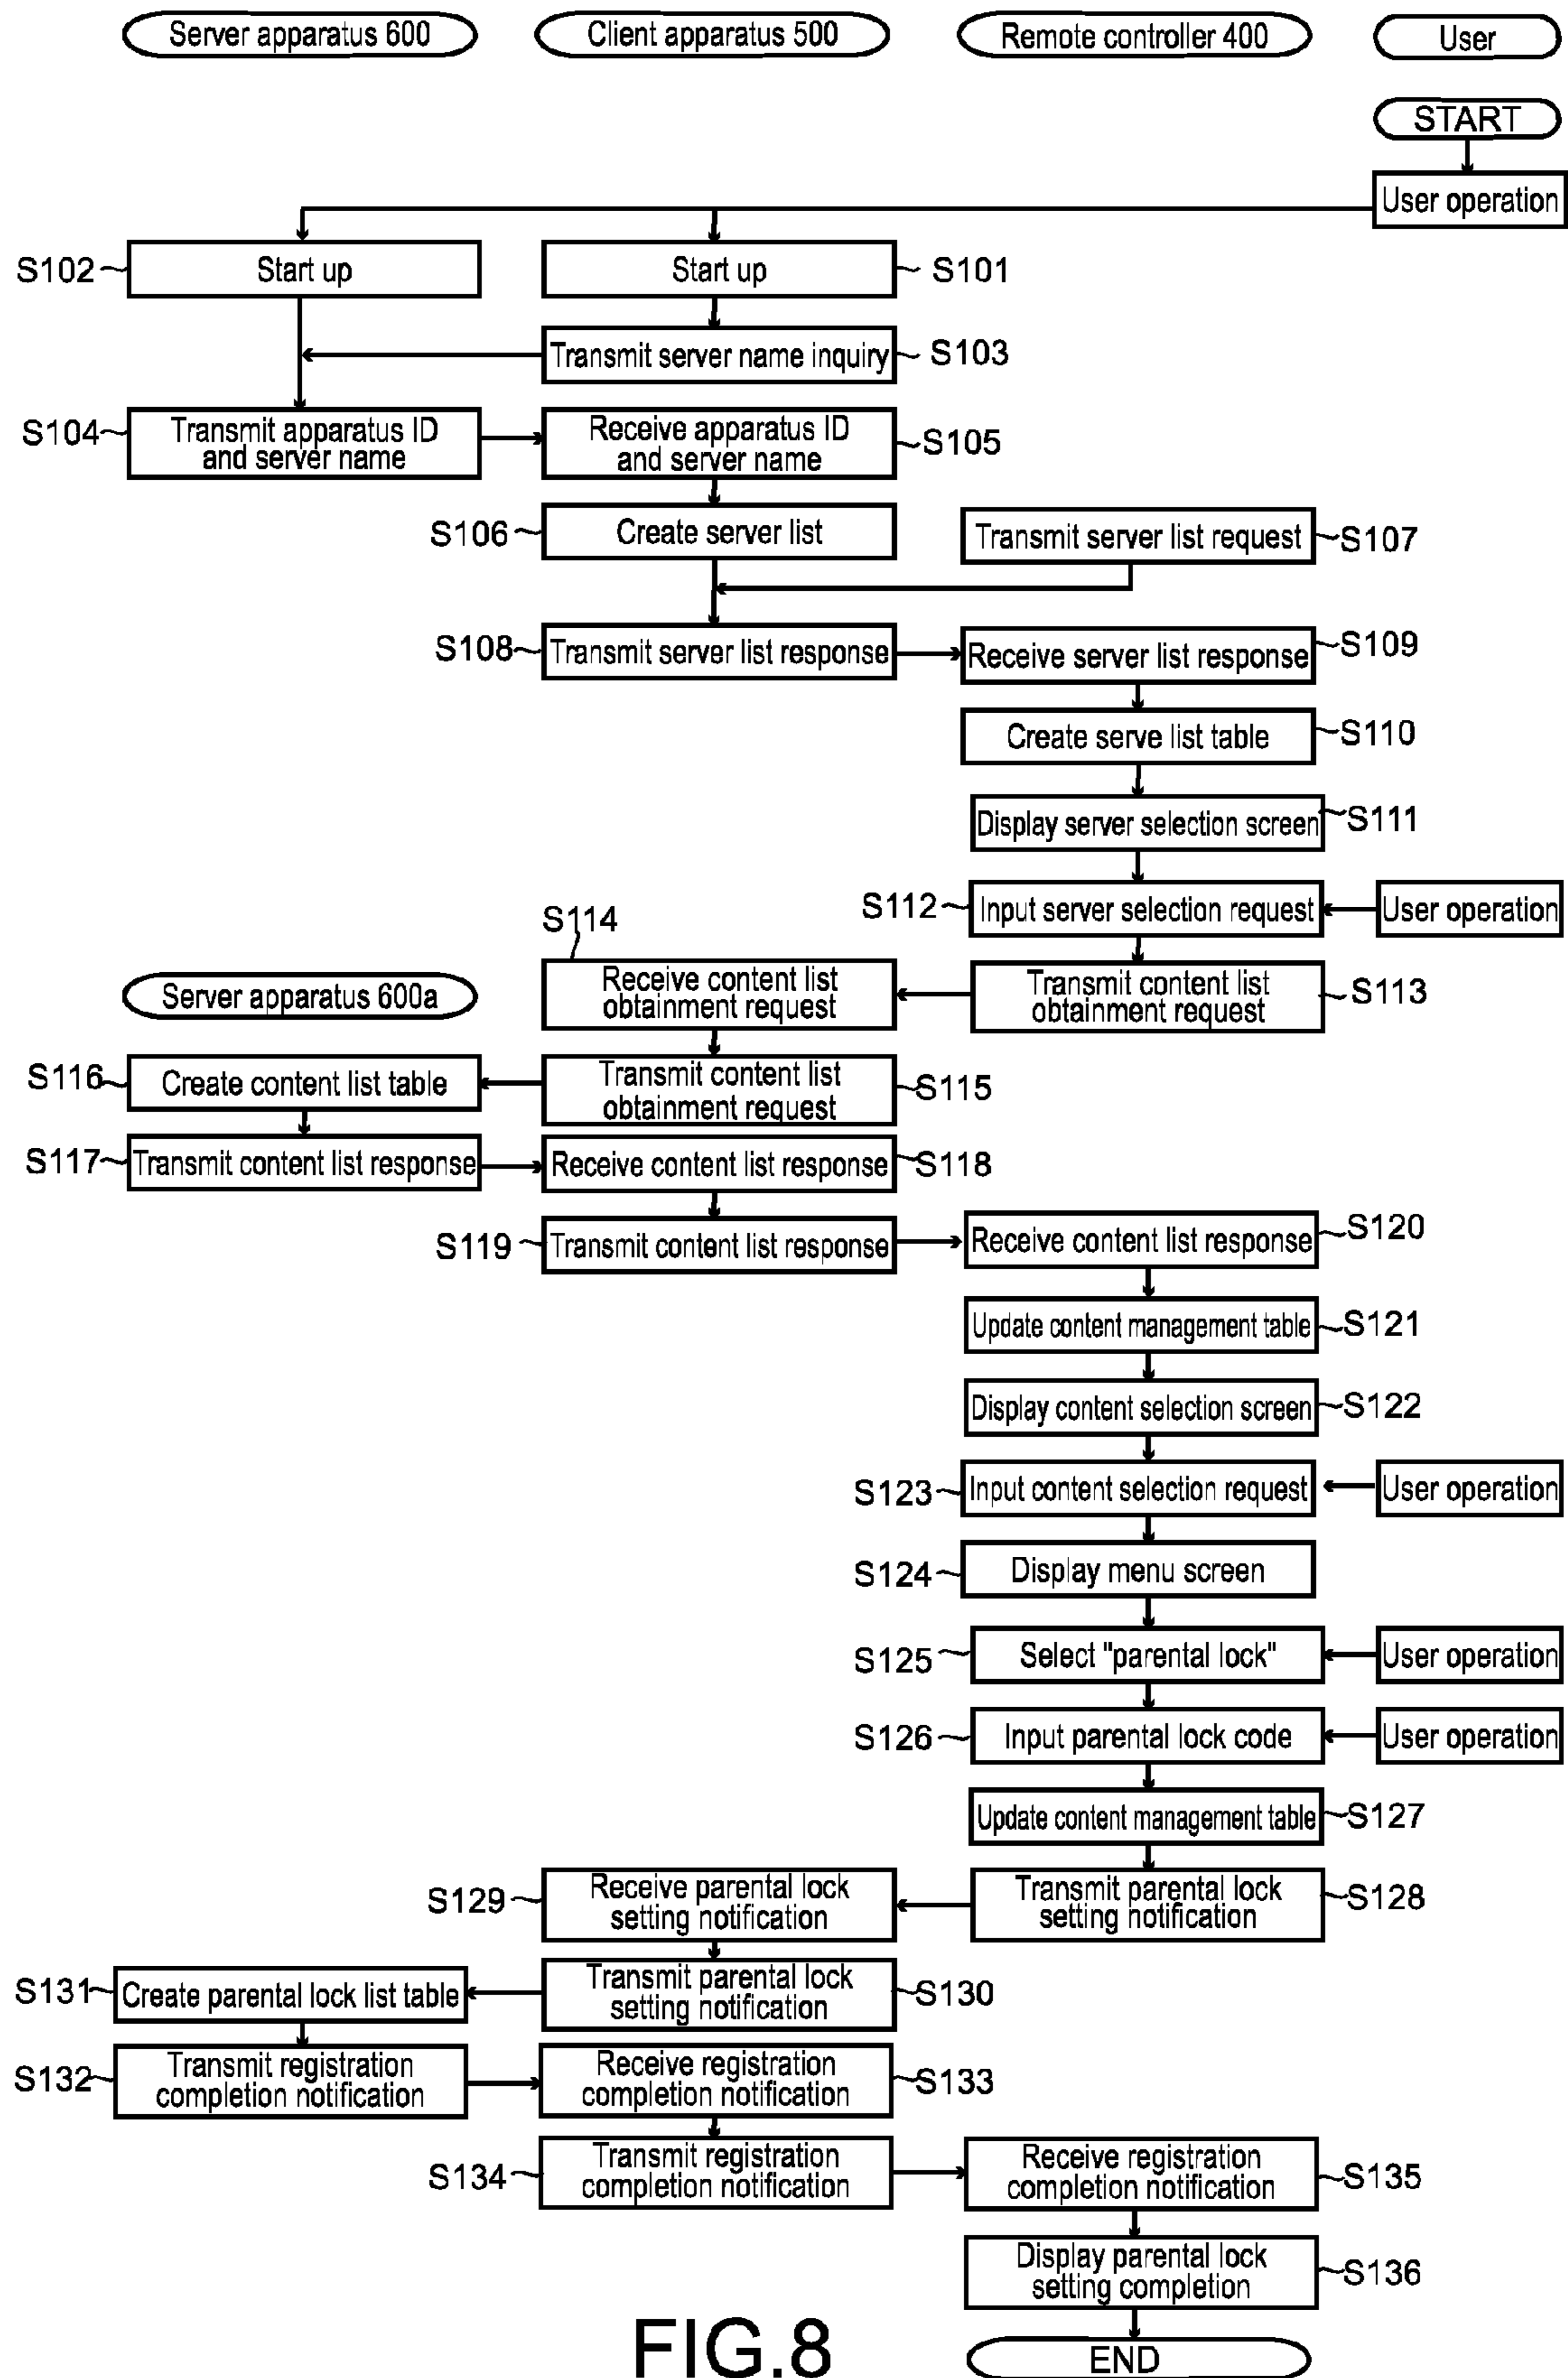 Server apparatus 600
Client apparatus 500
Remote controller 400
User
START
User operation
S102
Start up
Start up
S101
Transmit server name inquiry
S103
S104
Transmit apparatus ID
and server name
Receive apparatus ID
and server name
S105
S106
Create server list
Transmit server list request
S107
S108
Transmit server list response
Receive server list response
S109
Create serve list table
S110
Display server selection screen
S111
S112
Input server selection request
User operation
S114
Server apparatus 600a
Receive content list
obtainment request
Transmit content list
obtainment request
S113
S116
Create content list table
Transmit content list
obtainment request
S115
S117
Transmit content list response
Receive content list response
S118
S119
Transmit content list response
Receive content list response
S120
Update content management table
S121
Display content selection screen
S122
S123
Input content selection request
User operation
S124
Display menu screen
S125
Select "parental lock"
User operation
S126
Input parental lock code
User operation
Update content management table
S127
S129
Receive parental lock
setting notification
Transmit parental lock
setting notification
S128
S131
Create parental lock list table
Transmit parental lock
setting notification
S130
S132
Transmit registration
completion notification
Receive registration
completion notification
S133
S134
Transmit registration
completion notification
Receive registration
completion notification
S135
Display parental lock
setting completion
S136
END
FIG.8